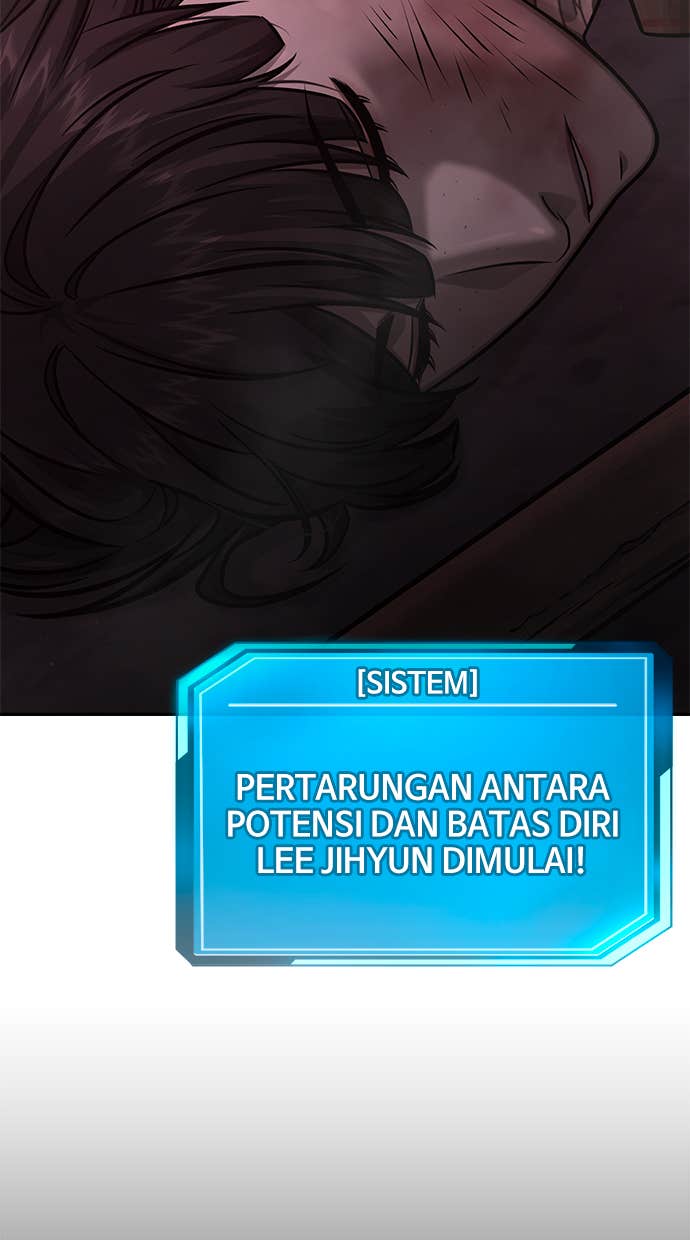 [SISTEM]
PERTARUNGAN ANTARA
POTENSI DAN BATAS DIRI
LEE JIHYUN DIMULAI!